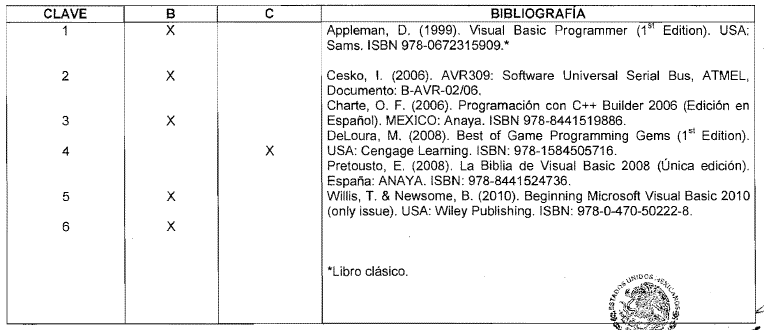 CLAVE B C BIBLIOGRAFÍA
1 X Appleman, D. (1999). Visual Basic Programmer (1st Edition). USA:
Sams. ISBN 978-0672315909.*
2 X Cesko, I. (2006). AVR309: Software Universal Serial Bus, ATMEL,
Documento: B-AVR-02/06.
Charte, O. F. (2006). Programación con C++ Builder 2006 (Edición en
3 X Español). MEXICO: Anaya. ISBN 978-8441519886.
DeLoura, M. (2008). Best of Game Programming Gems (1st Edition).
4 X USA: Cengage Learning. ISBN: 978-1584505716.
Pretousto, E. (2008). La Biblia de Visual Basic 2008 (Única edición).
España: ANAYA. ISBN: 978-8441524736.
5 X Willis, T. & Newsome, B. (2010). Beginning Microsoft Visual Basic 2010
(only issue). USA: Wiley Publishing. ISBN: 978-0-470-50222-8.
6 X
*Libro clásico.
ESTADOS UNIDOS MEXICANOS